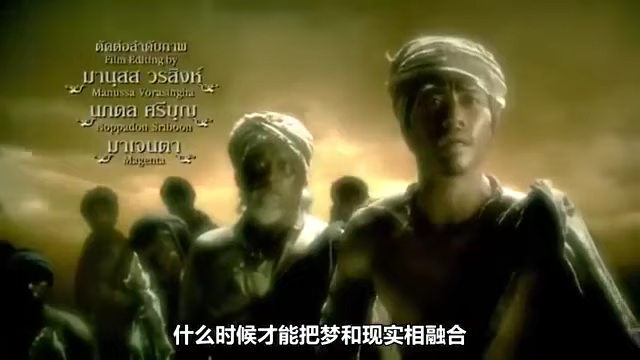 ตัดต่อลำดับภาพ
Film Editing by
มานุสส วรสิงห์
Manussa Vorasingha
นภดล ศรีบุญ
Noppadon Sriboon
มาเจนตา
Magenta
什么时候才能把梦和现实相融合